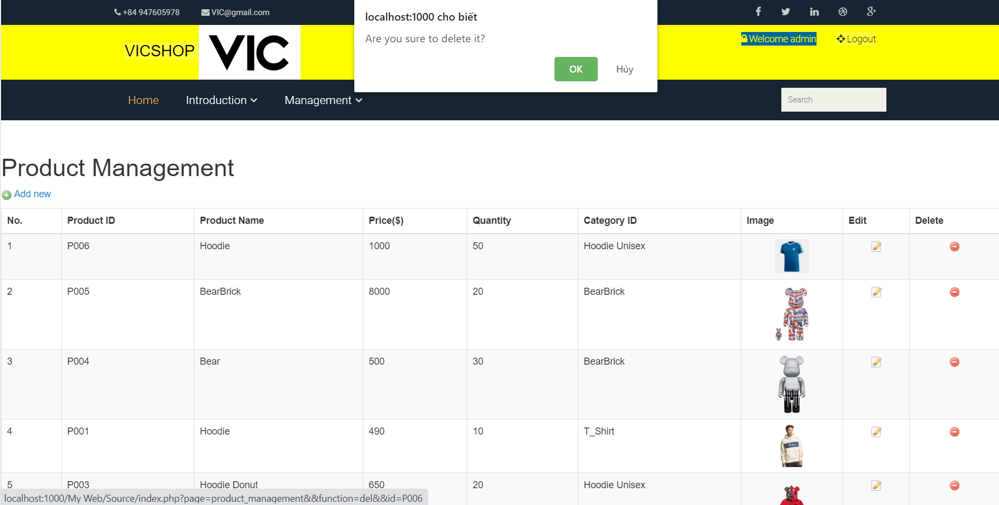 +84 947605978 VIC@gmail.com
localhost:1000 cho biết
Are you sure to delete it?
OK Hủy
VICSHOP VIC
Welcome admin Logout
Home Introduction Management Search
Product Management
Add new
No. Product ID Product Name Price($) Quantity Category ID Image Edit Delete
1 P006 Hoodie 1000 50 Hoodie Unisex
2 P005 BearBrick 8000 20 BearBrick
3 P004 Bear 500 30 BearBrick
4 P001 Hoodie 490 10 T_Shirt
5 P003 Hoodie Donut 650 20 Hoodie Unisex
localhost:1000/My Web/Source/index.php?page=product_management&&function=del&&id=P006